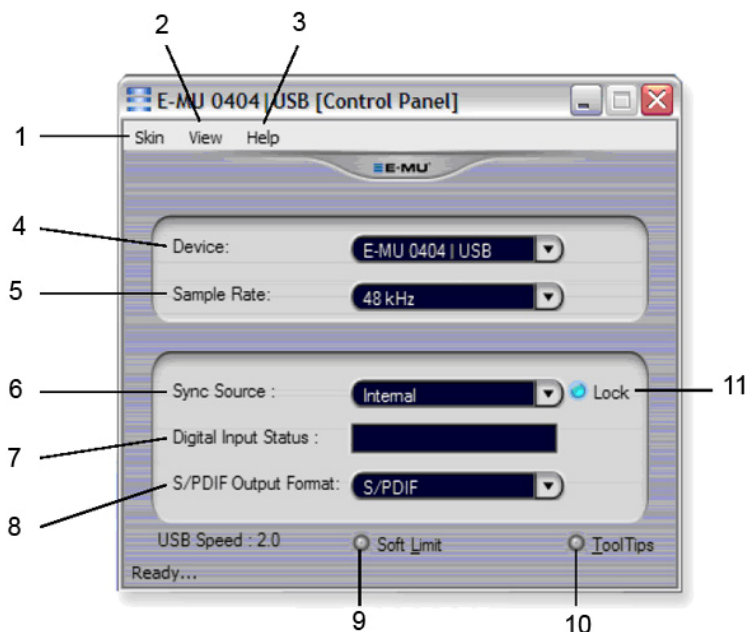 2 3
E-MU 0404 | USB [Control Panel]
1 Skin View Help
E-MU
4 Device: E-MU 0404 | USB
5 Sample Rate: 48 kHz
6 Sync Source : Internal Lock 11
7 Digital Input Status :
8 S/PDIF Output Format: S/PDIF
USB Speed : 2.0 Soft Limit ToolTips
Ready...
9 10